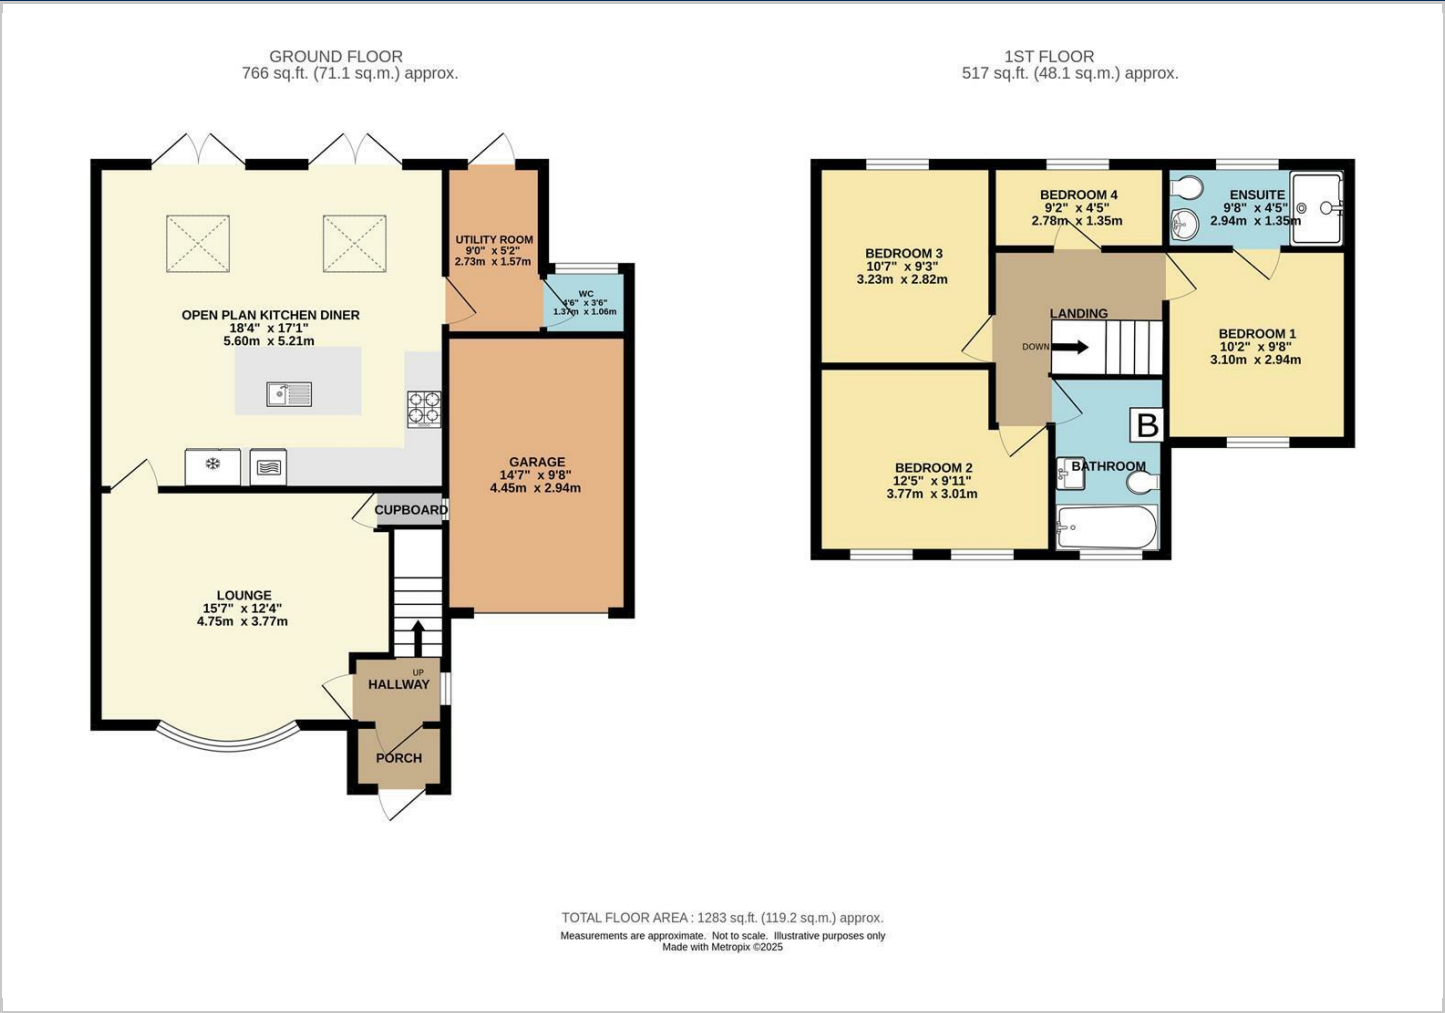 GROUND FLOOR
766 sq.ft. (71.1 sq.m.) approx.
1ST FLOOR
517 sq.ft. (48.1 sq.m.) approx.
UTILITY ROOM
9'0" x 5'2"
2.73m x 1.57m
WC
4'6" x 3'6"
1.37m x 1.06m
OPEN PLAN KITCHEN DINER
18'4" x 17'1"
5.60m x 5.21m
GARAGE
14'7" x 9'8"
4.45m x 2.94m
CUPBOARD
LOUNGE
15'7" x 12'4"
4.75m x 3.77m
UP
HALLWAY
PORCH
BEDROOM 4
9'2" x 4'5"
2.78m x 1.35m
ENSUITE
9'8" x 4'5"
2.94m x 1.35m
BEDROOM 3
10'7" x 9'3"
3.23m x 2.82m
LANDING
DOWN
BEDROOM 1
10'2" x 9'8"
3.10m x 2.94m
B
BATHROOM
BEDROOM 2
12'5" x 9'11"
3.77m x 3.01m
TOTAL FLOOR AREA : 1283 sq.ft. (119.2 sq.m.) approx.
Measurements are approximate. Not to scale. Illustrative purposes only
Made with Metropix ©2025